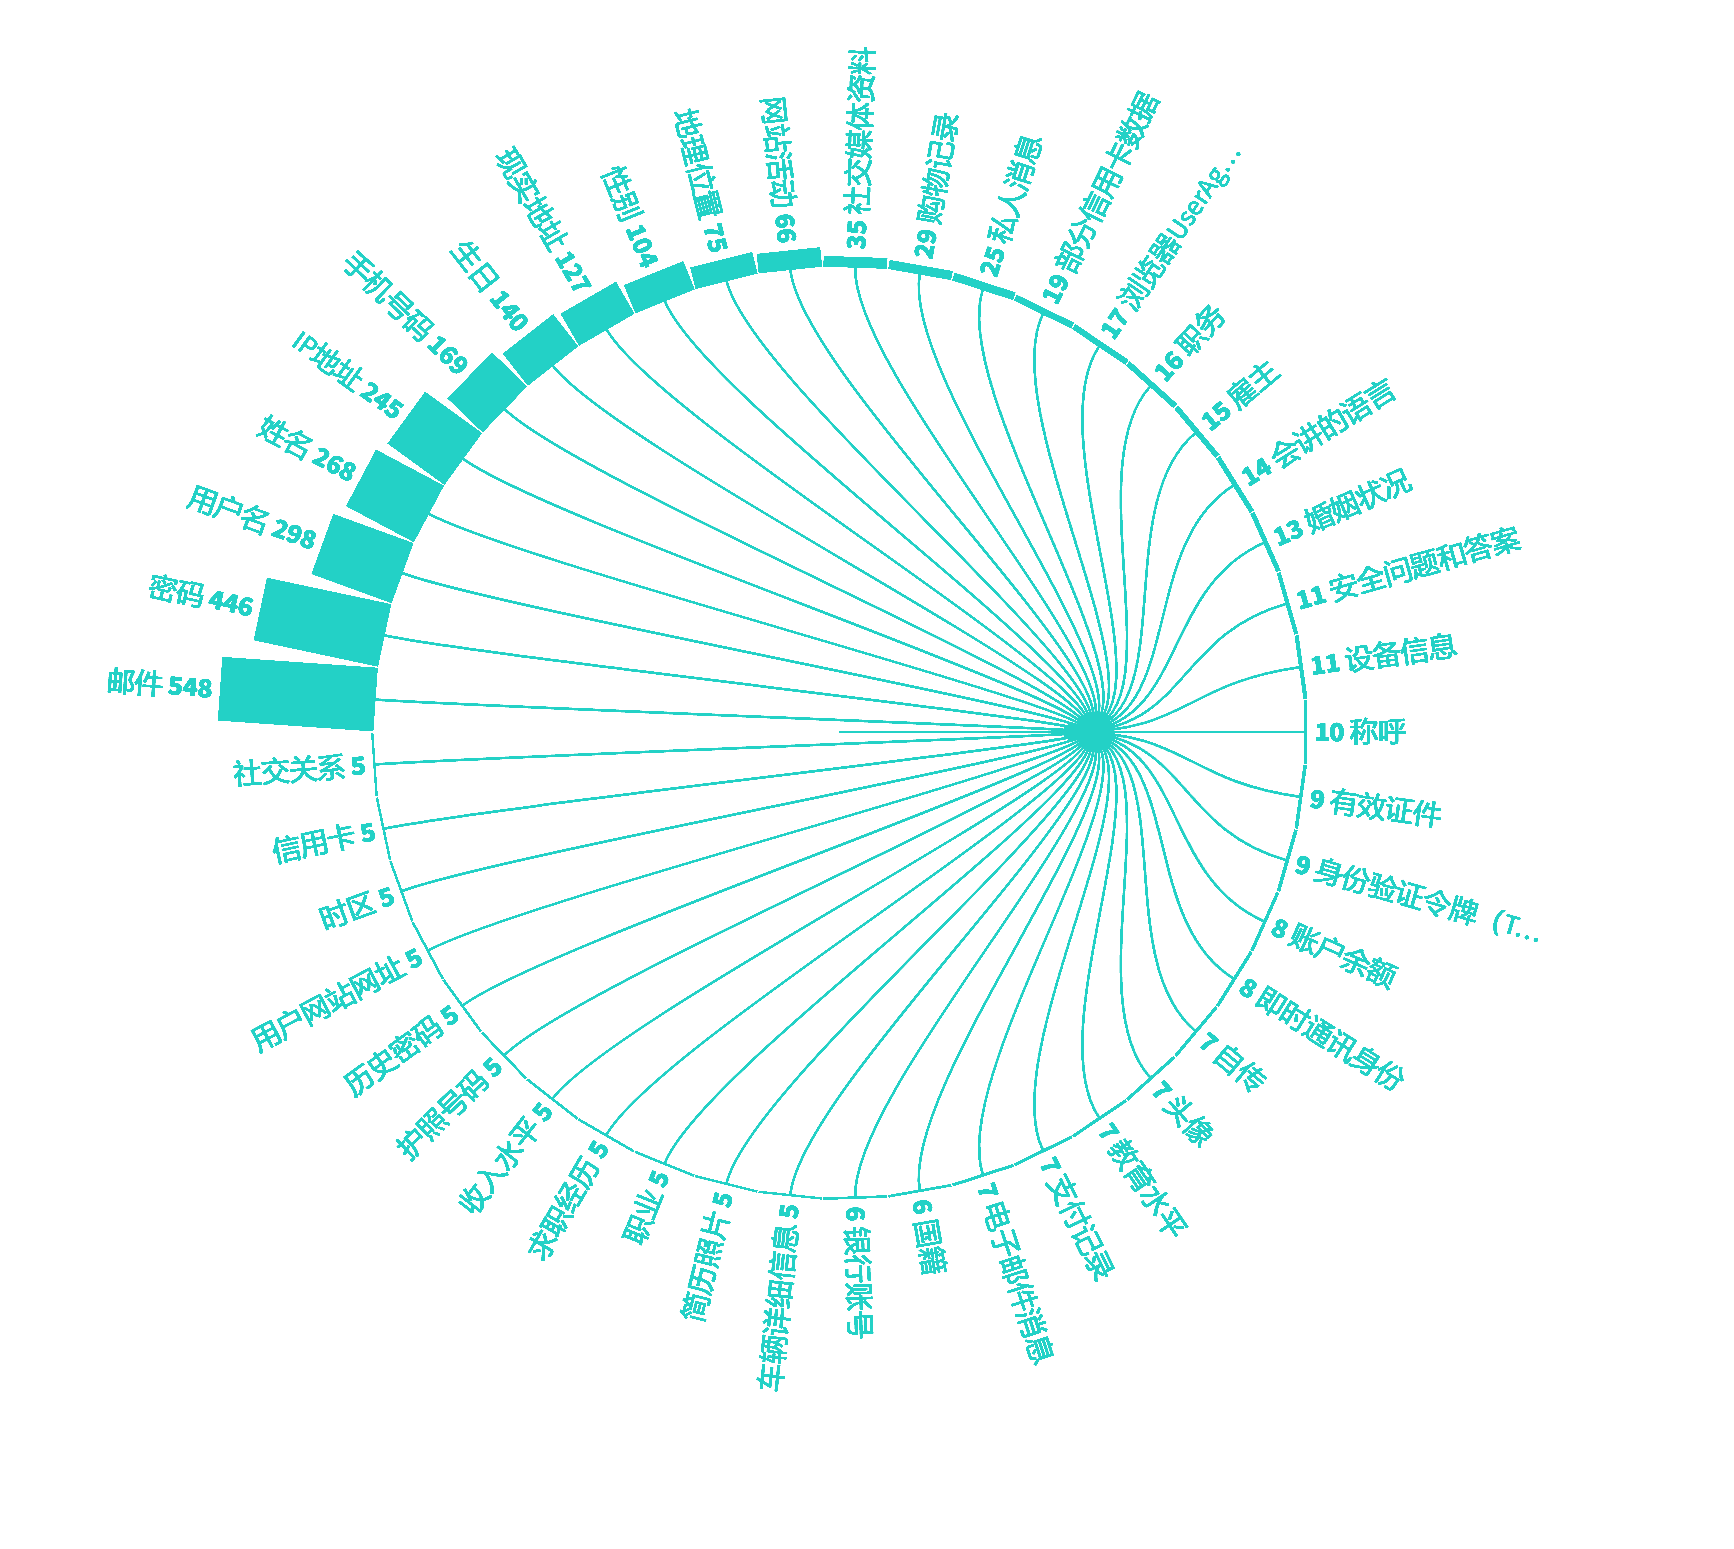 邮件 548
密码 446
用户名 298
姓名 268
IP地址 245
手机号码 169
生日 140
现实地址 127
性别 104
地理位置 75
网站活动 66
35 社交媒体资料
29 购物记录
25 私人消息
19 部分信用卡数据
17 浏览器UserAg...
16 职务
15 雇主
14 会讲的语言
13 婚姻状况
11 安全问题和答案
11 设备信息
10 称呼
9 有效证件
9 身份验证令牌（T...
8 账户余额
8 即时通讯身份
7 自传
7 头像
7 教育水平
7 支付记录
7 电子邮件消息
6 国籍
6 银行账号
车辆详细信息 5
简历照片 5
职业 5
求职经历 5
收入水平 5
护照号码 5
历史密码 5
用户网站网址 5
时区 5
信用卡 5
社交关系 5